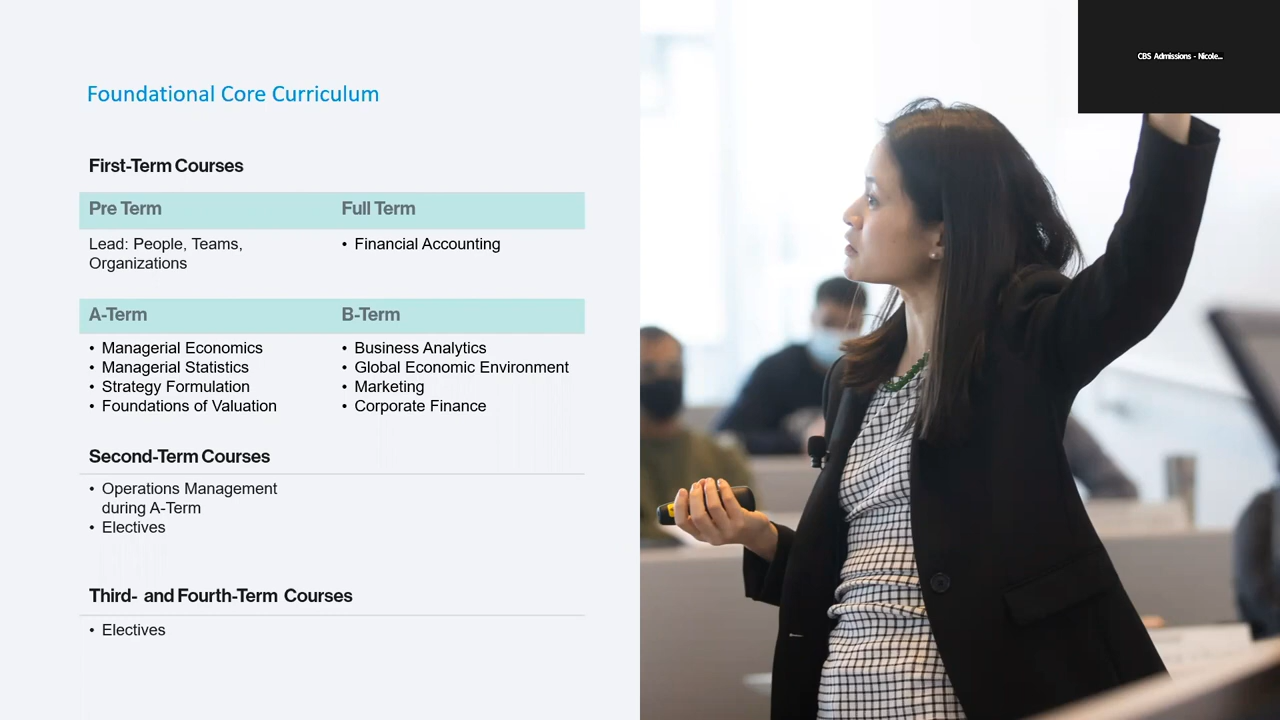 CBS Admissions - Nicole...
Foundational Core Curriculum
First-Term Courses
Pre Term
Full Term
Lead: People, Teams,
Organizations
• Financial Accounting
A-Term
B-Term
• Managerial Economics
• Managerial Statistics
• Strategy Formulation
• Foundations of Valuation
• Business Analytics
• Global Economic Environment
• Marketing
• Corporate Finance
Second-Term Courses
• Operations Management
during A-Term
• Electives
Third- and Fourth-Term Courses
• Electives